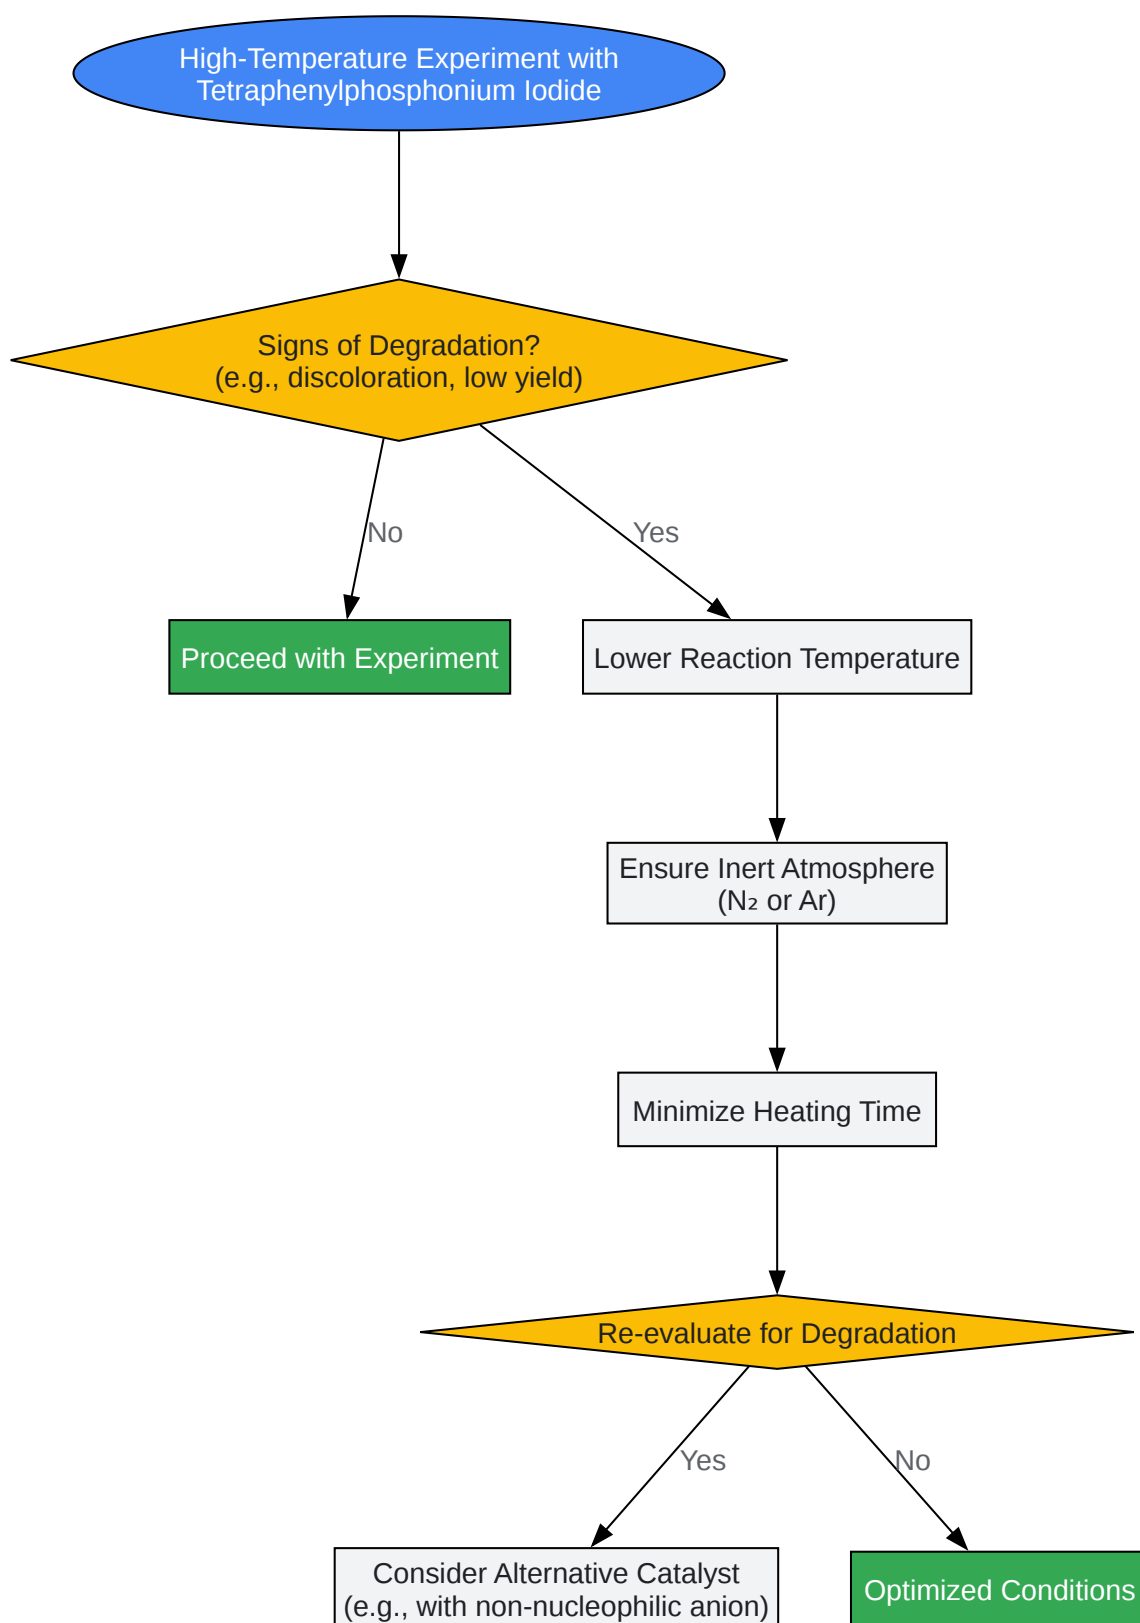 High-Temperature Experiment with
Tetraphenylphosphonium Iodide
Signs of Degradation?
(e.g., discoloration, low yield)
No
Yes
Proceed with Experiment
Lower Reaction Temperature
Ensure Inert Atmosphere
(N₂ or Ar)
Minimize Heating Time
Re-evaluate for Degradation
Yes
No
Consider Alternative Catalyst
(e.g., with non-nucleophilic anion)
Optimized Conditions